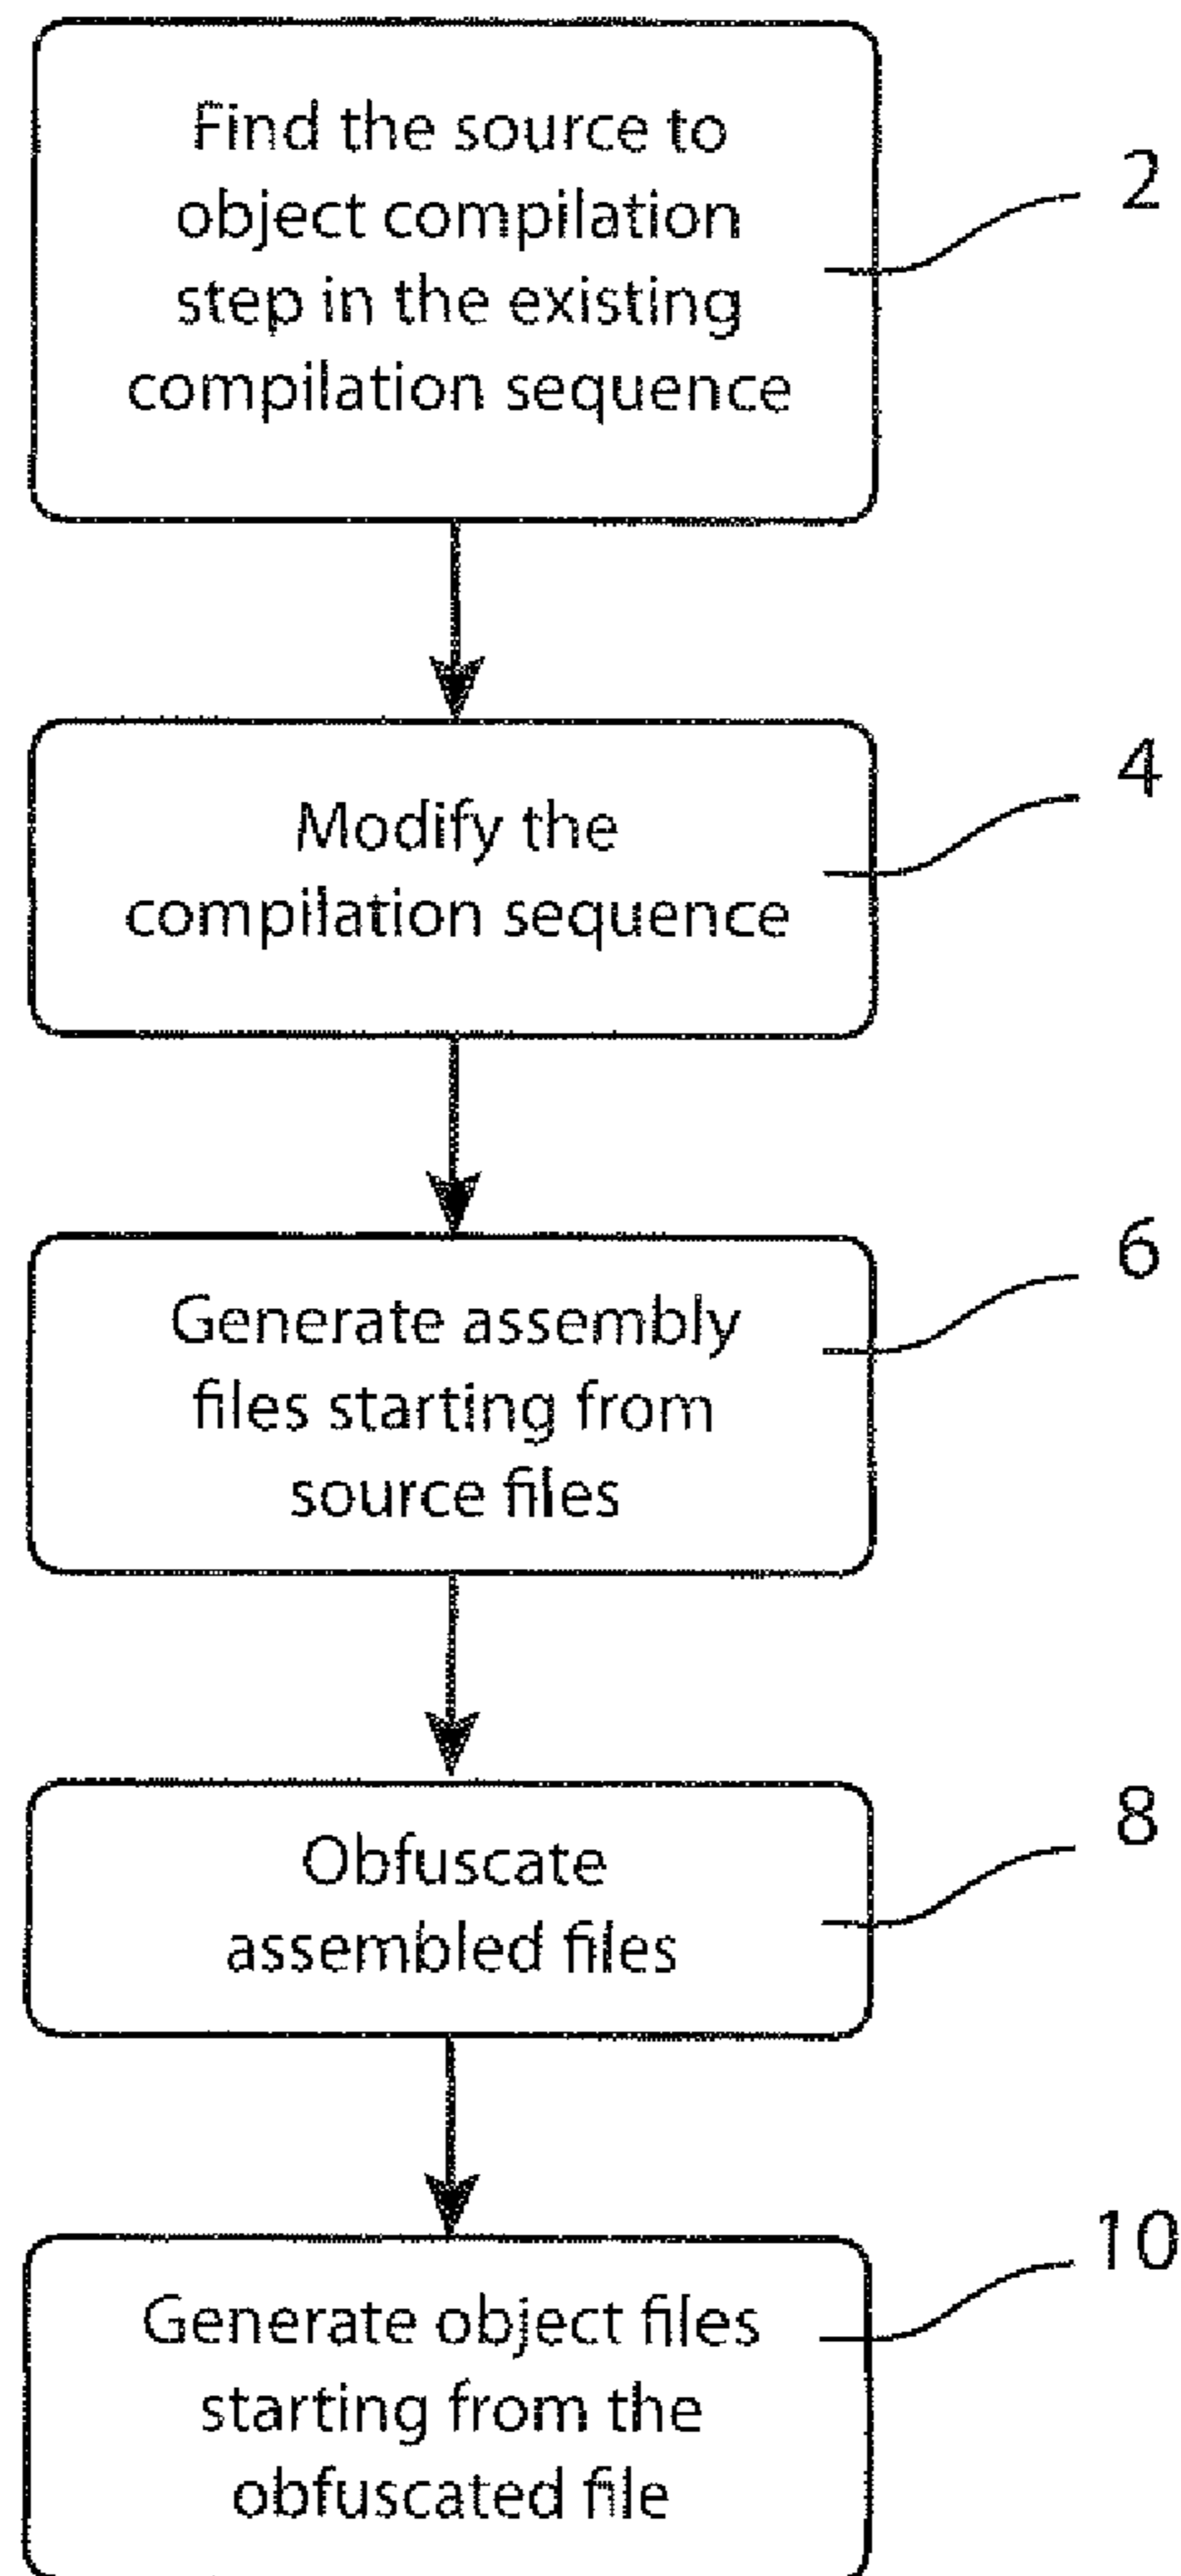 Find the source to
object compilation
step in the existing
compilation sequence
2
Modify the
compilation sequence
4
Generate assembly
files starting from
source files
6
Obfuscate
assembled files
8
Generate object files
starting from the
obfuscated file
10